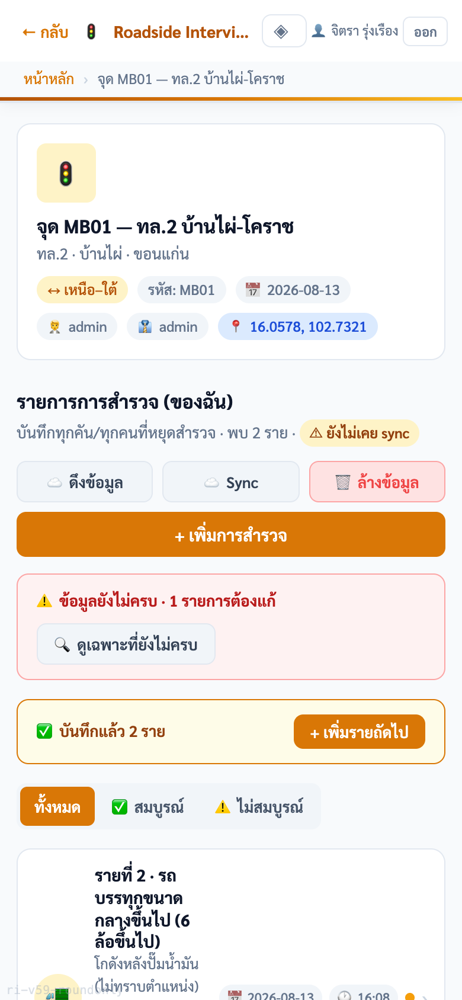 ← กลับ Roadside Intervi... จิตรา รุ่งเรือง ออก
หน้าหลัก › จุด MB01 — ทล.2 บ้านไผ่-โคราช
จุด MB01 — ทล.2 บ้านไผ่-โคราช
ทล.2 · บ้านไผ่ · ขอนแก่น
↔ เหนือ–ใต้ รหัส: MB01 2026-08-13
admin admin 16.0578, 102.7321
รายการการสำรวจ (ของฉัน)
บันทึกทุกคัน/ทุกคนที่หยุดสำรวจ · พบ 2 ราย · ⚠ ยังไม่เคย sync
ดึงข้อมูล Sync ล้างข้อมูล
+ เพิ่มการสำรวจ
ข้อมูลยังไม่ครบ · 1 รายการต้องแก้
ดูเฉพาะที่ยังไม่ครบ
บันทึกแล้ว 2 ราย + เพิ่มรายถัดไป
ทั้งหมด สมบูรณ์ ไม่สมบูรณ์
รายที่ 2 · รถ
บรรทุกขนาด
กลางขึ้นไป (6
ล้อขึ้นไป)
โกดังหลังปั๊มน้ำมัน
(ไม่ทราบตำแหน่ง)
2026-08-13 16:08 ›